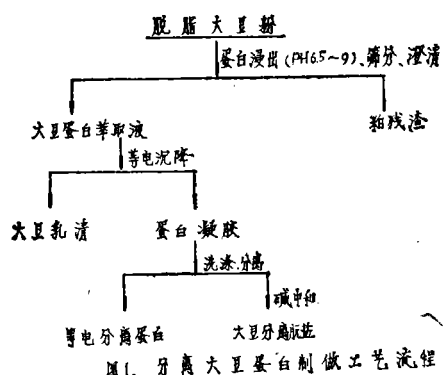 脱脂大豆粉
蛋白浸出(PH6.5~9)、筛分、澄清
大豆蛋白萃取液
粕残渣
等电沉降
大豆乳清
蛋白凝胶
洗涤.分离
碱中和
等电分离蛋白
大豆分离朊盐
图1. 分离大豆蛋白制做工艺流程